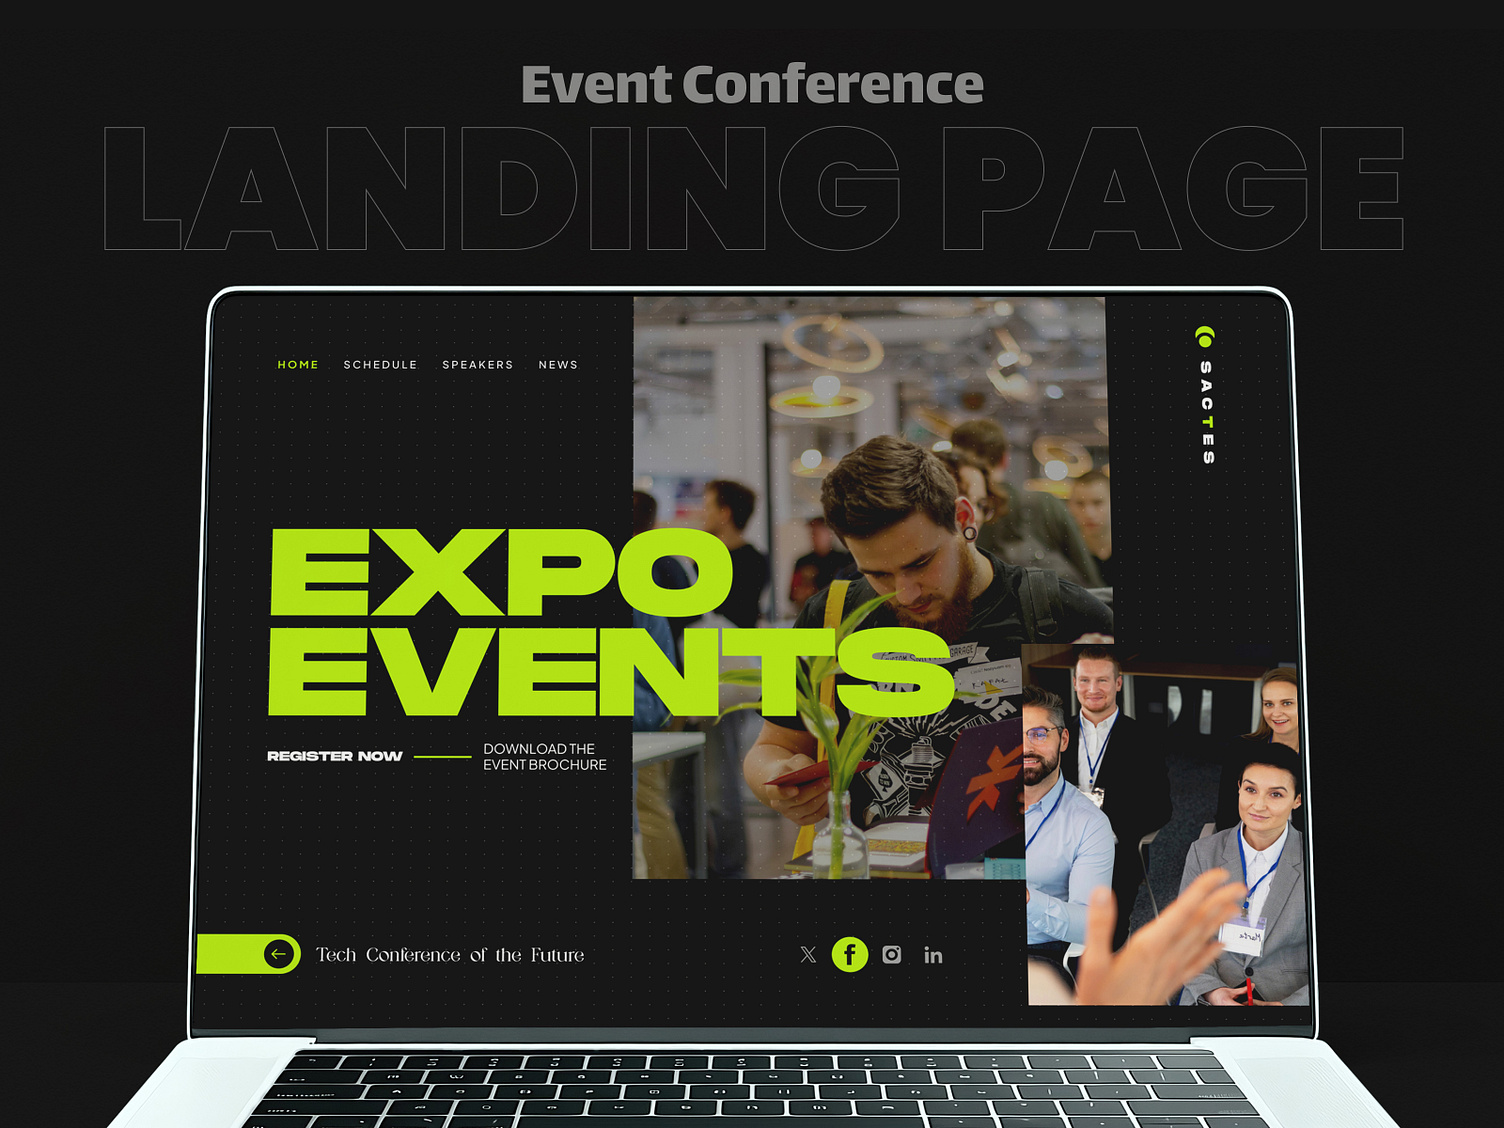 Event Conference
LANDING PAGE
HOME SCHEDULE SPEAKERS NEWS
SACTES
EXPO
EVENTS
REGISTER NOW
DOWNLOAD THE
EVENT BROCHURE
Tech Conference of the Future